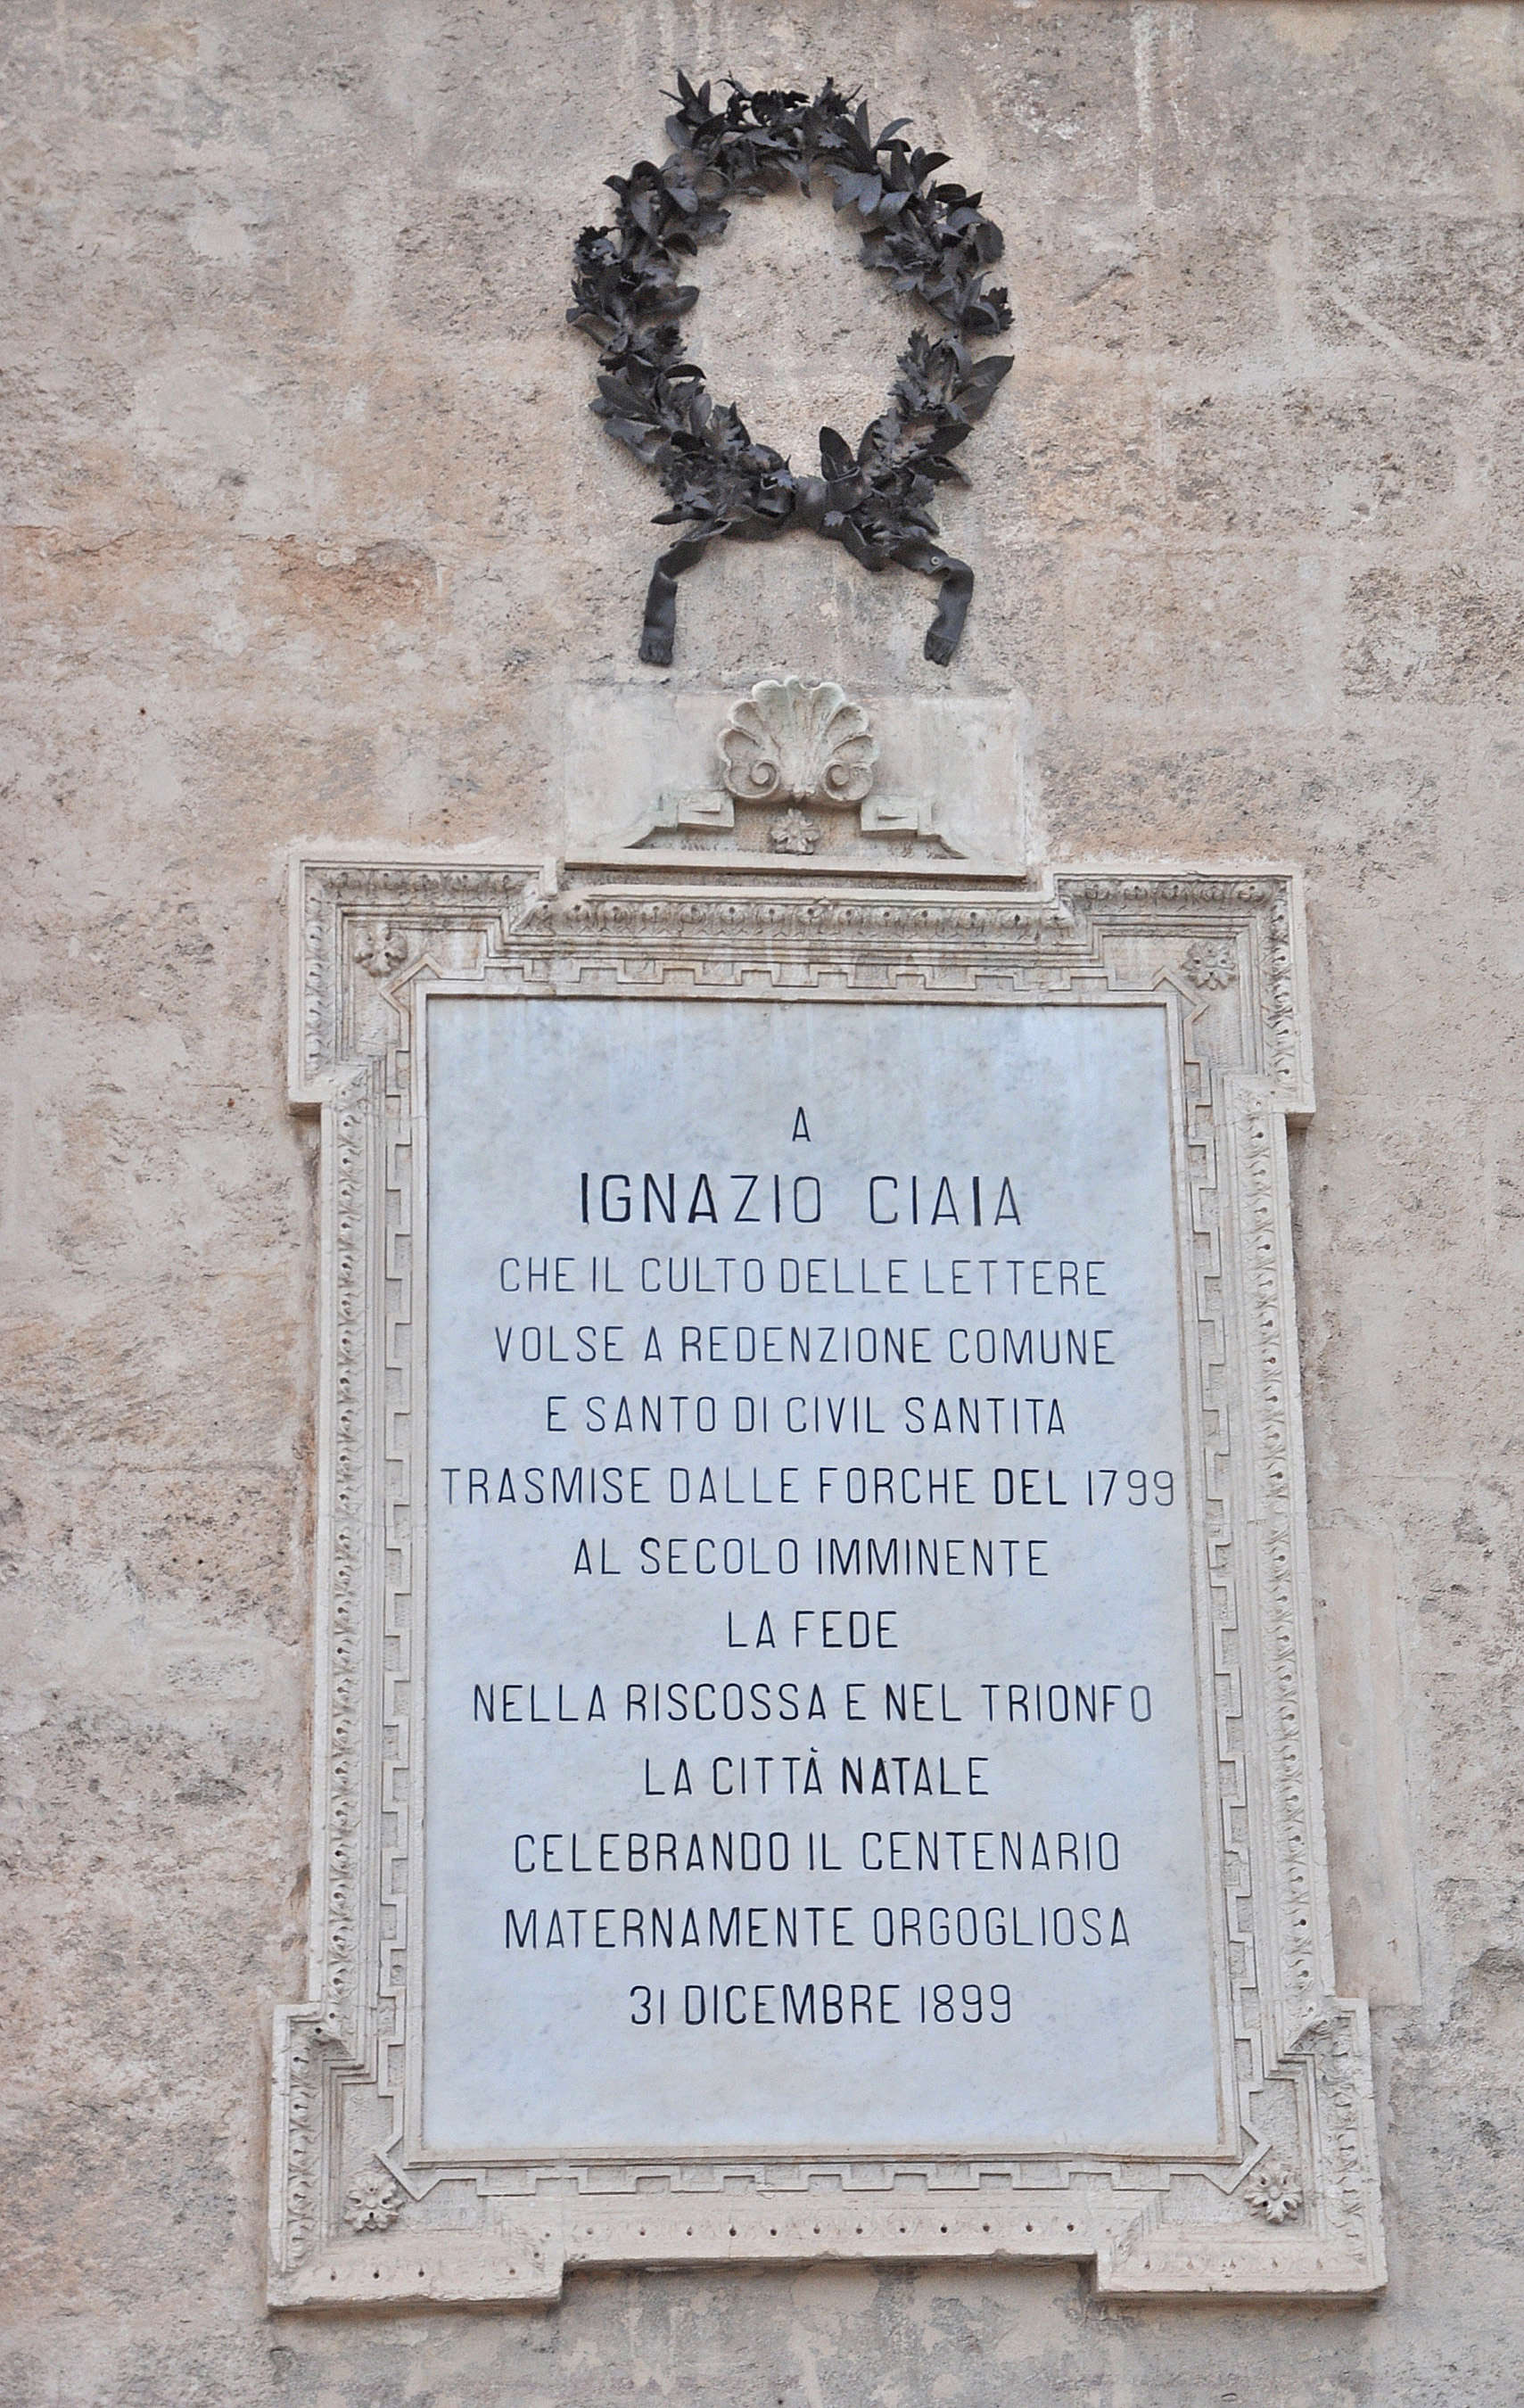 A
IGNAZIO CIAIA
CHE IL CULTO DELLE LETTERE
VOLSE A REDENZIONE COMUNE
E SANTO DI CIVIL SANTITA
TRASMISE DALLE FORCHE DEL 1799
AL SECOLO IMMINENTE
LA FEDE
NELLA RISCOSSA E NEL TRIONFO
LA CITTÀ NATALE
CELEBRANDO IL CENTENARIO
MATERNAMENTE ORGOGLIOSA
31 DICEMBRE 1899